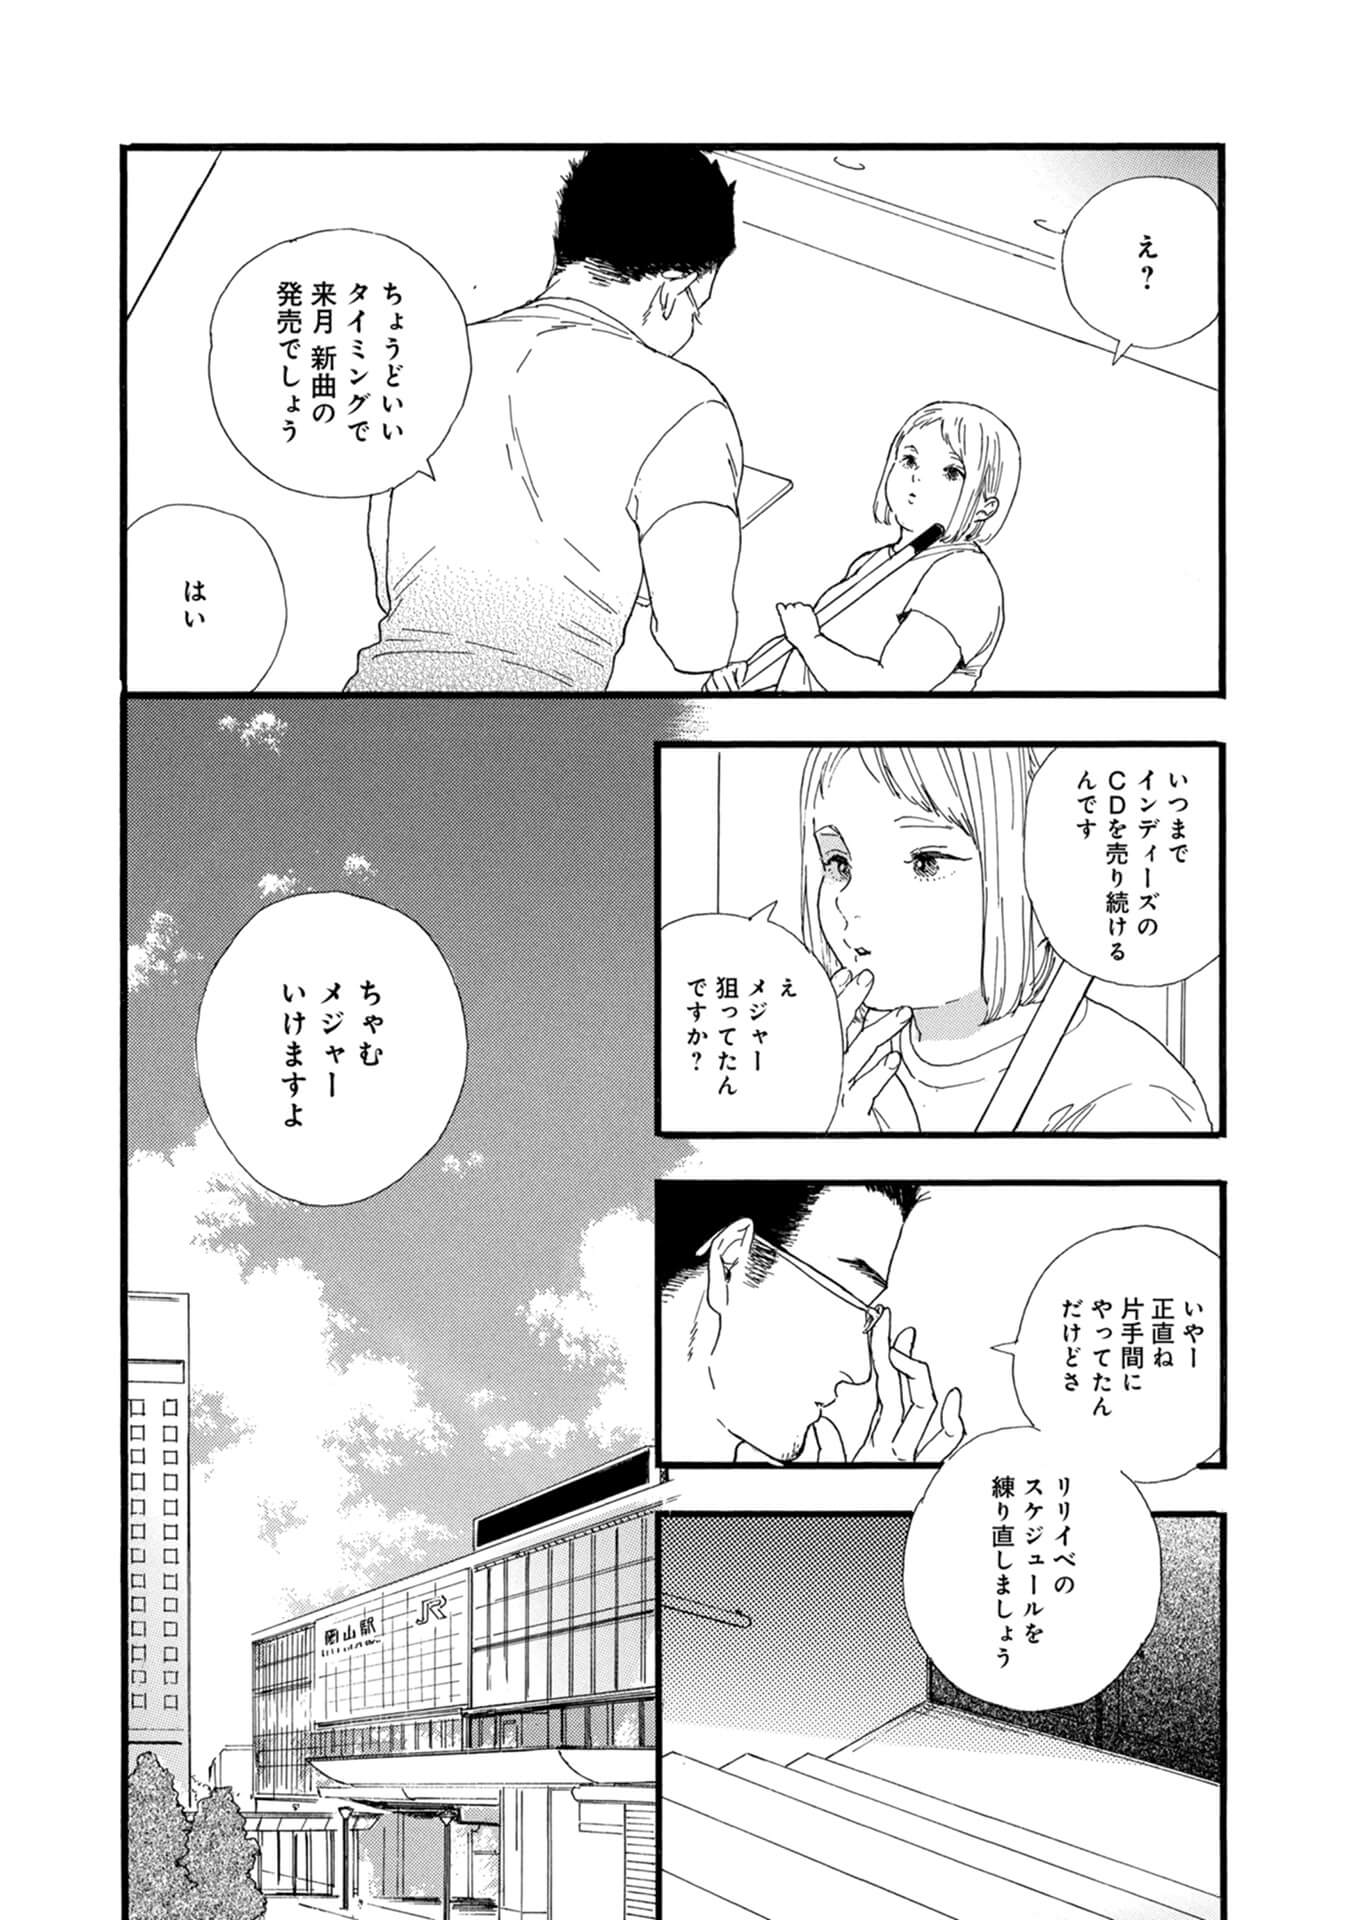 え?
ちょうどいい
タイミングで
来月 新曲の
発売でしょう
はい
いつまで
インディーズの
CDを売り続ける
んです
え
メジャー
狙ってたん
ですか?
いやー
正直ね
片手間に
やってたん
だけどさ
リリイベの
スケジュールを
練り直しましょう
ちゃむ
メジャー
いけますよ
岡山駅
JR